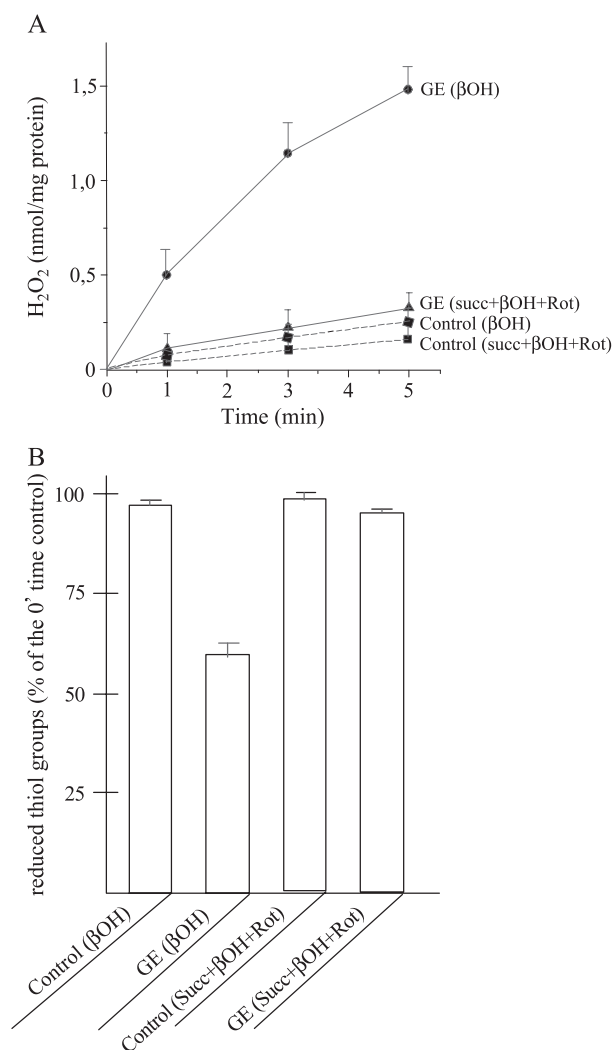 A
H₂O₂ (nmol/mg protein)
1,5
1,0
0,5
0
0
1
2
3
4
5
Time (min)
GE (βOH)
GE (succ+βOH+Rot)
Control (βOH)
Control (succ+βOH+Rot)
B
reduced thiol groups (% of the 0' time control)
100
75
50
25
Control (βOH)
GE (βOH)
Control (Succ+βOH+Rot)
GE (Succ+βOH+Rot)